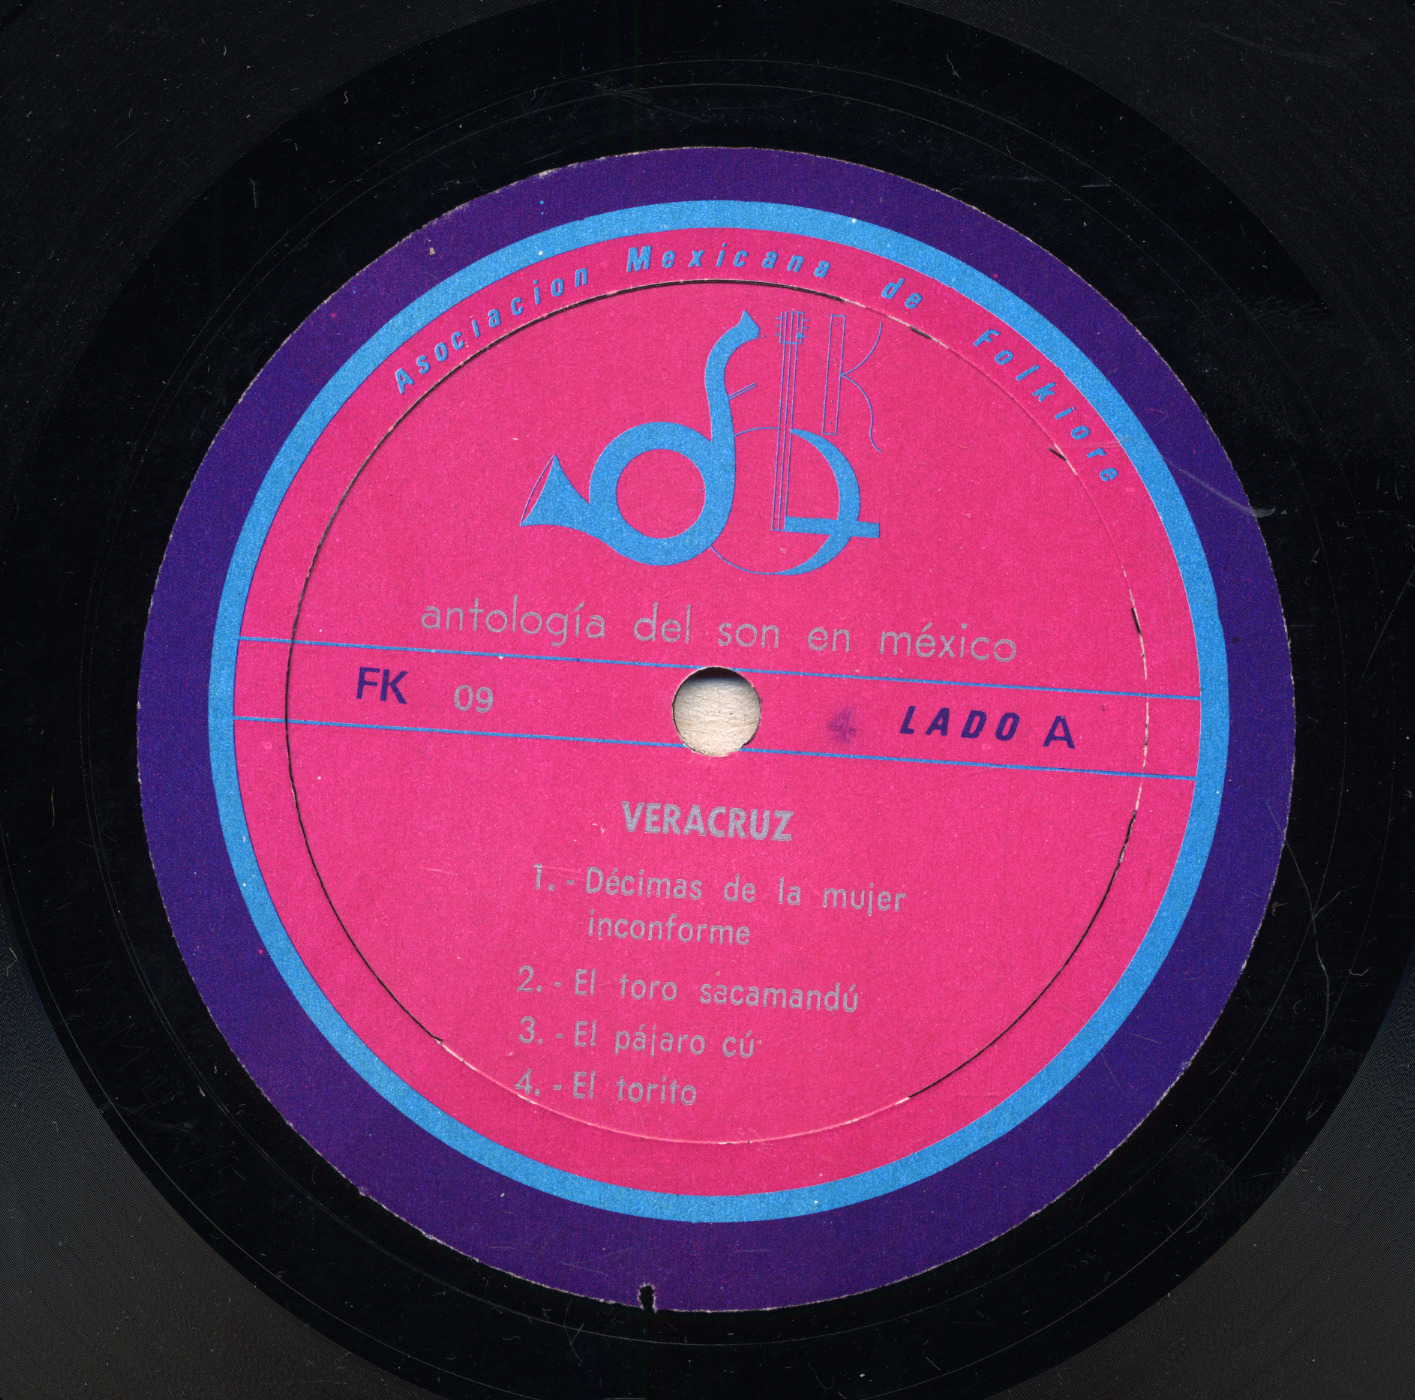 Asociacion Mexicana de Folklore
antología del son en méxico
FK 09 4 LADO A
VERACRUZ
1.- Décimas de la mujer
inconforme
2.- El toro sacamandú
3.- El pájaro cú
4.- El torito